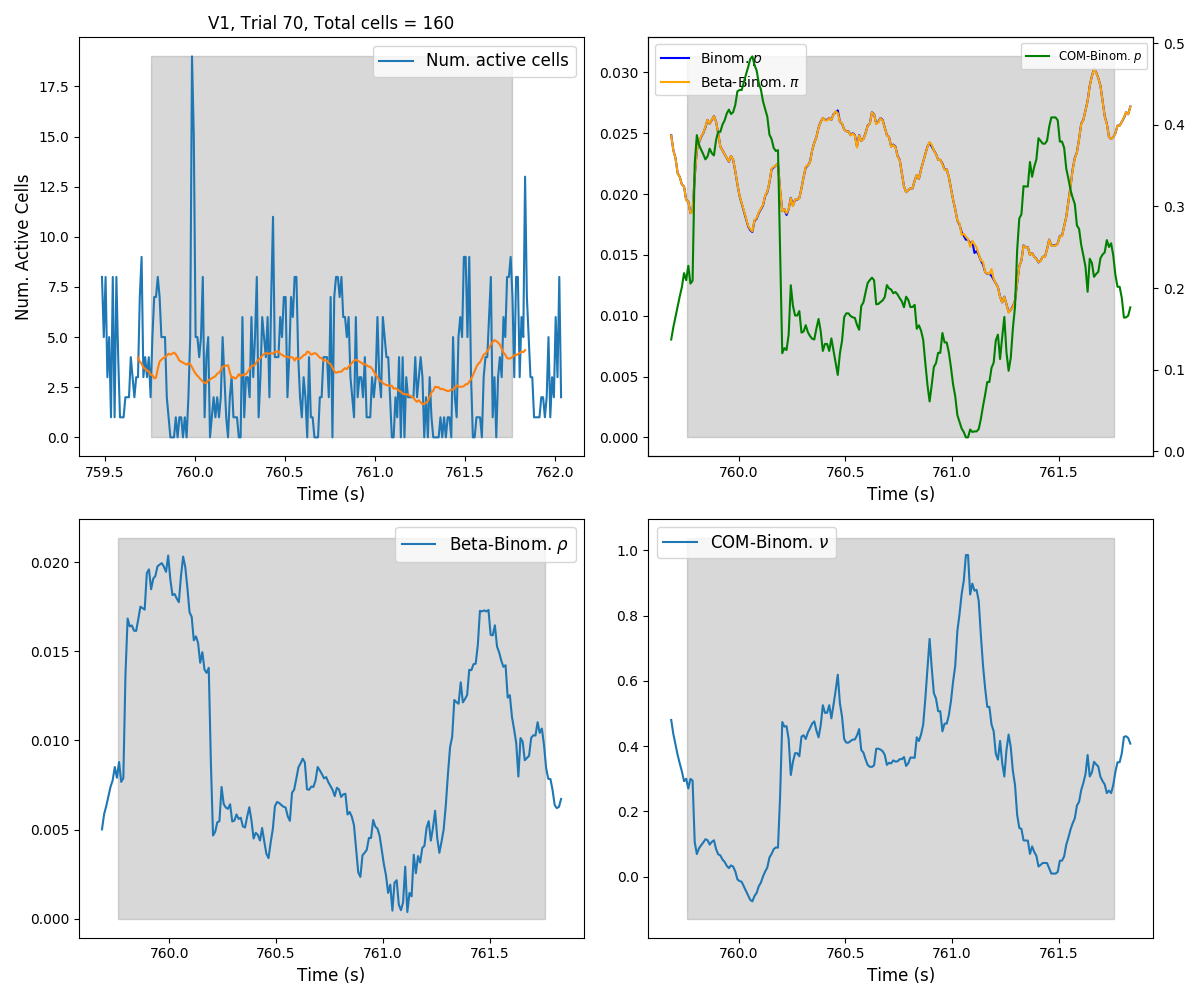 V1, Trial 70, Total cells = 160
Num. active cells
Num. Active Cells
17.5
15.0
12.5
10.0
7.5
5.0
2.5
0.0
759.5 760.0 760.5 761.0 761.5 762.0
Time (s)
Binom. p
Beta-Binom. π
COM-Binom. p
0.030
0.025
0.020
0.015
0.010
0.005
0.000
0.5
0.4
0.3
0.2
0.1
0.0
760.0 760.5 761.0 761.5
Time (s)
Beta-Binom. ρ
0.020
0.015
0.010
0.005
0.000
760.0 760.5 761.0 761.5
Time (s)
COM-Binom. ν
1.0
0.8
0.6
0.4
0.2
0.0
760.0 760.5 761.0 761.5
Time (s)